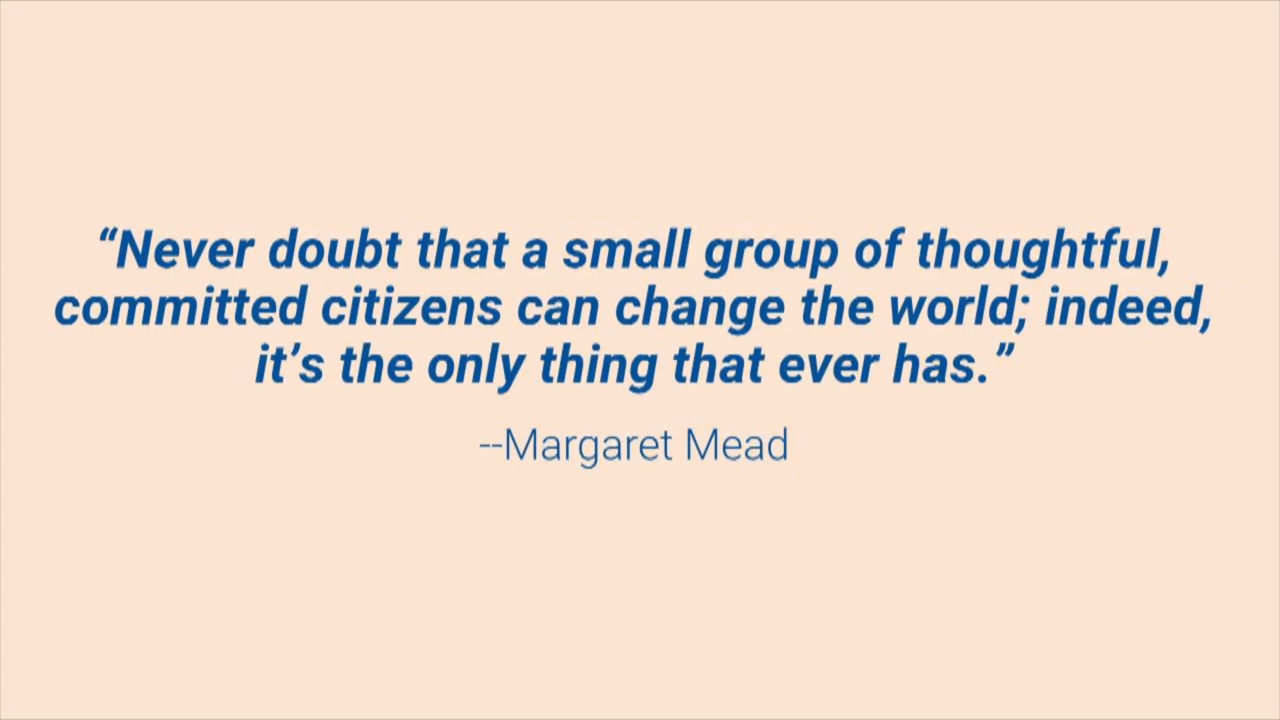 “Never doubt that a small group of thoughtful,
committed citizens can change the world; indeed,
it’s the only thing that ever has.”
--Margaret Mead